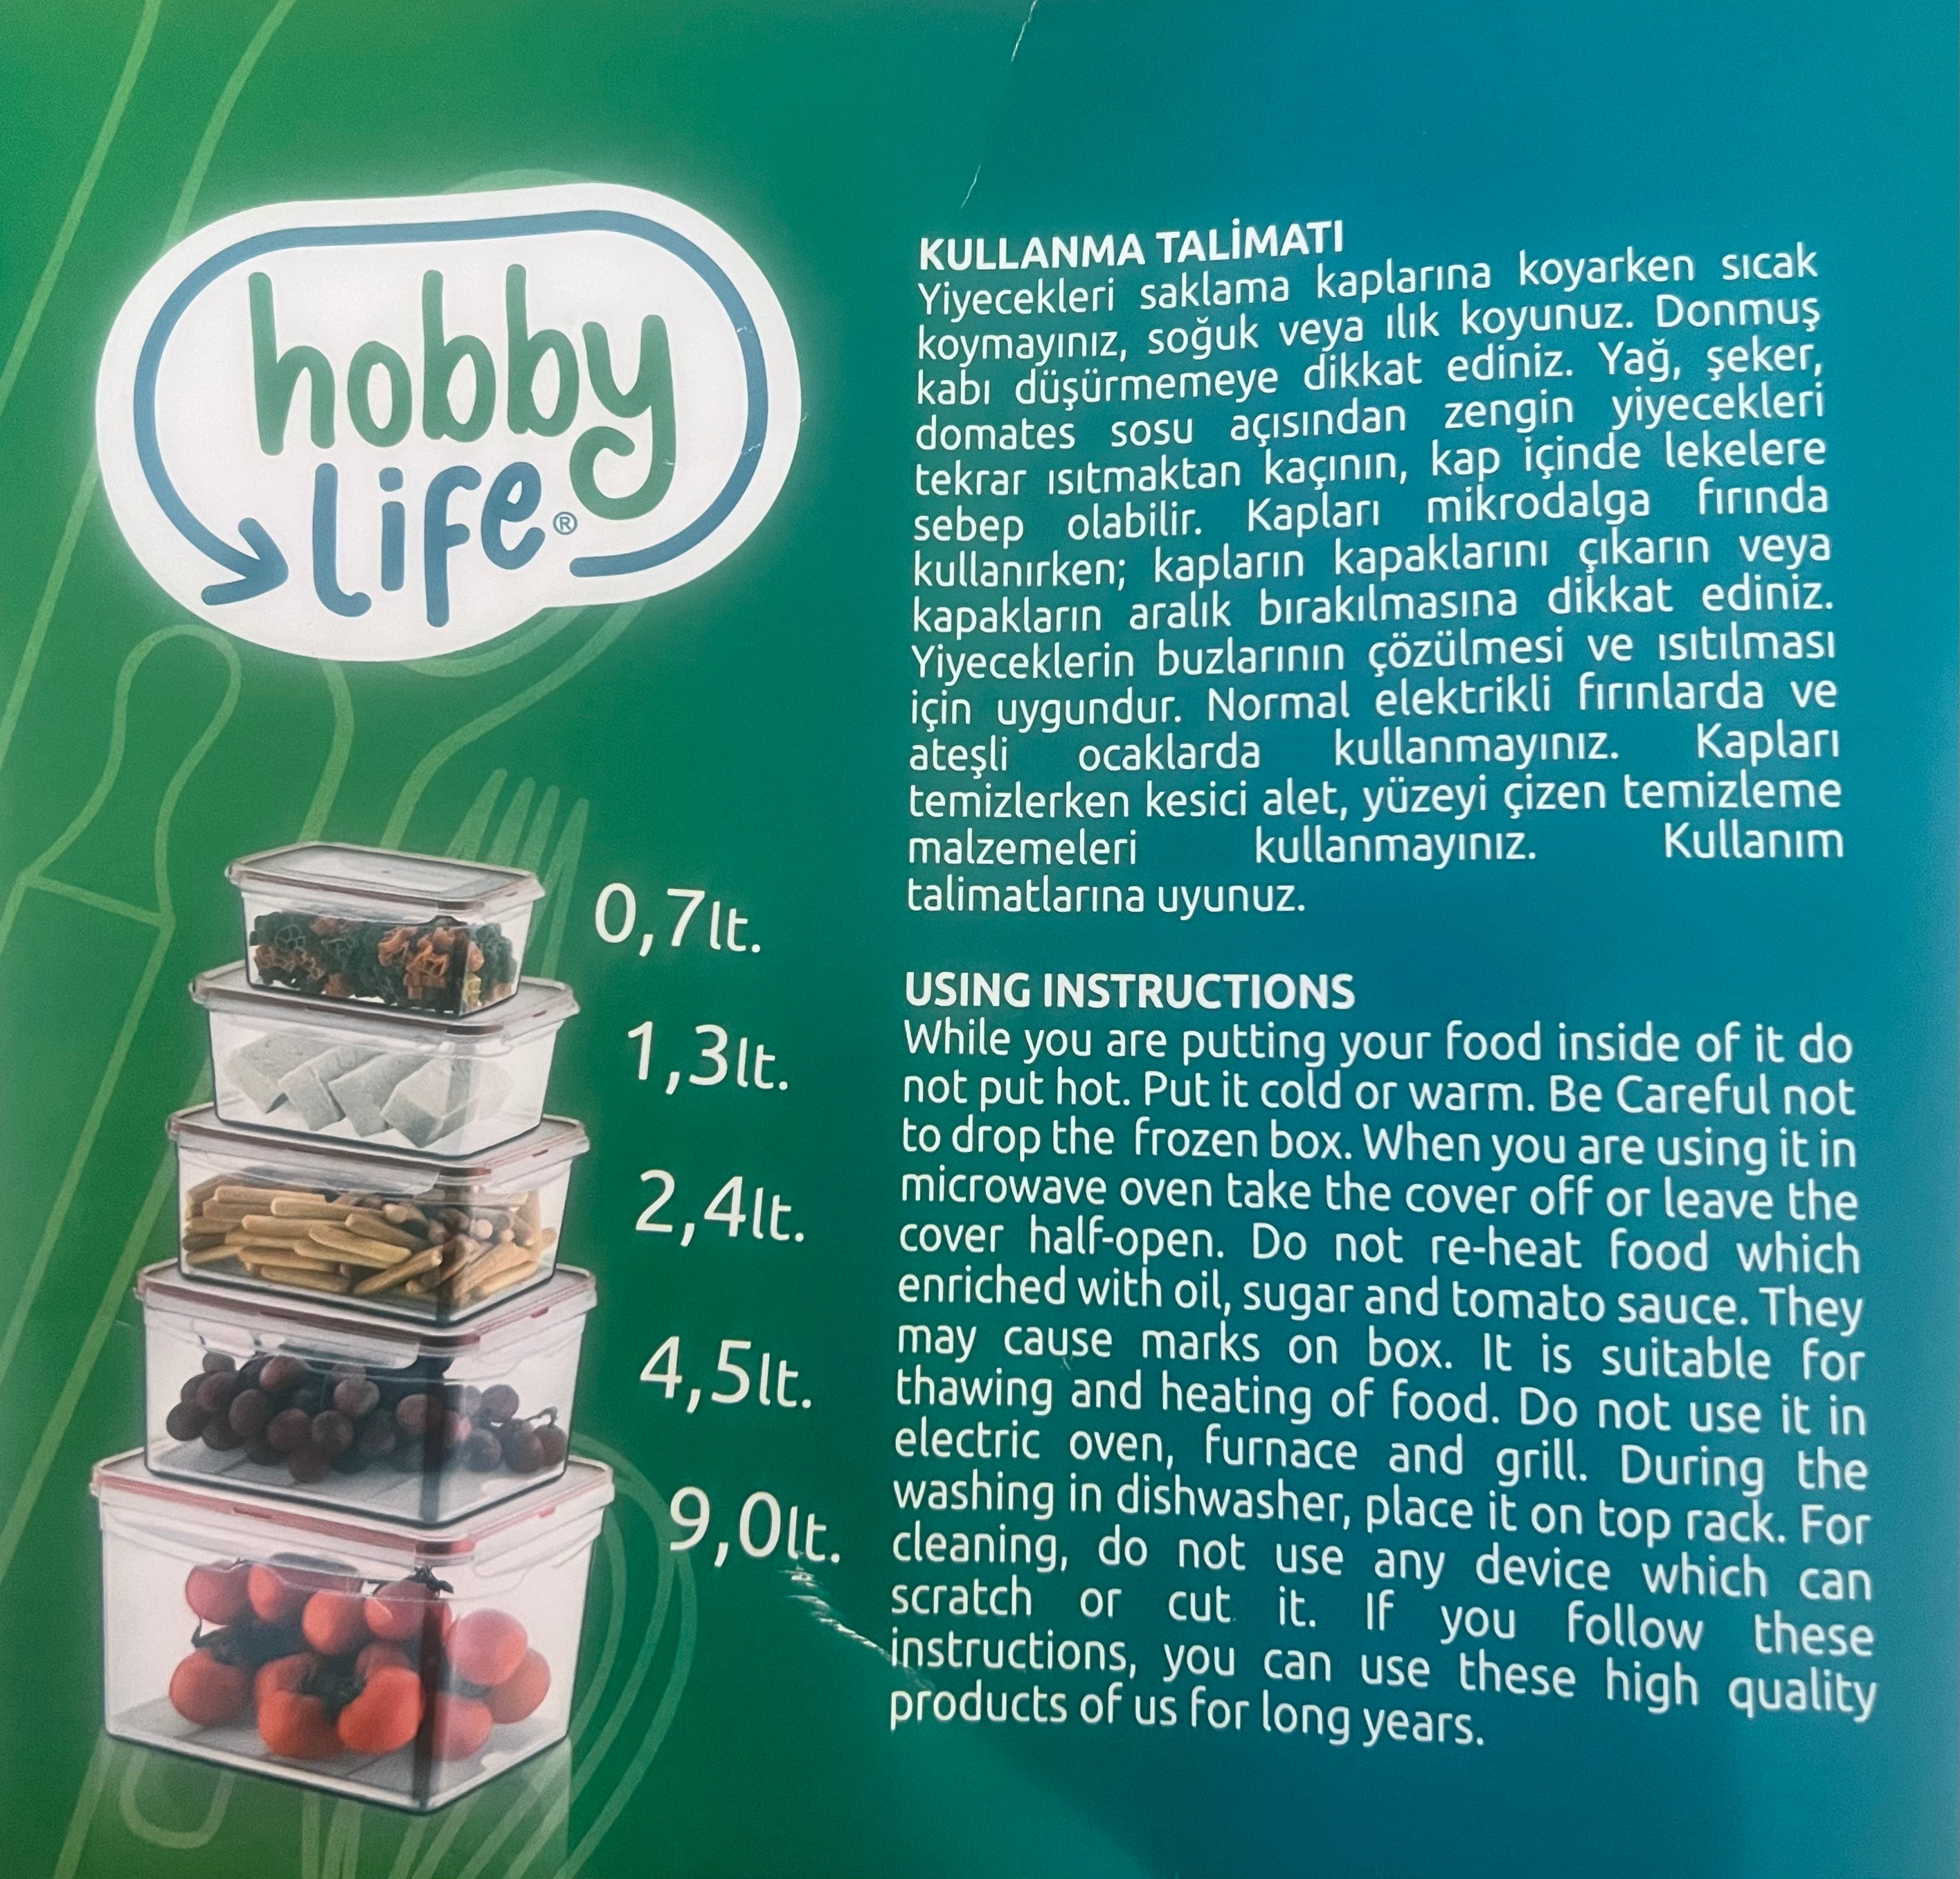 hobby
life®
KULLANMA TALİMATI
Yiyecekleri saklama kaplarına koyarken sıcak
koymayınız, soğuk veya ılık koyunuz. Donmuş
kabı düşürmemeye dikkat ediniz. Yağ, şeker,
domates sosu açısından zengin yiyecekleri
tekrar ısıtmaktan kaçının, kap içinde lekelere
sebep olabilir. Kapları mikrodalga fırında
kullanırken; kapların kapaklarını çıkarın veya
kapakların aralık bırakılmasına dikkat ediniz.
Yiyeceklerin buzlarının çözülmesi ve ısıtılması
için uygundur. Normal elektrikli fırınlarda ve
ateşli ocaklarda kullanmayınız. Kapları
temizlerken kesici alet, yüzeyi çizen temizleme
malzemeleri kullanmayınız. Kullanım
talimatlarına uyunuz.
0,7lt.
1,3lt.
2,4lt.
4,5lt.
9,0lt.
USING INSTRUCTIONS
While you are putting your food inside of it do
not put hot. Put it cold or warm. Be Careful not
to drop the frozen box. When you are using it in
microwave oven take the cover off or leave the
cover half-open. Do not re-heat food which
enriched with oil, sugar and tomato sauce. They
may cause marks on box. It is suitable for
thawing and heating of food. Do not use it in
electric oven, furnace and grill. During the
washing in dishwasher, place it on top rack. For
cleaning, do not use any device which can
scratch or cut it. If you follow these
instructions, you can use these high quality
products of us for long years.